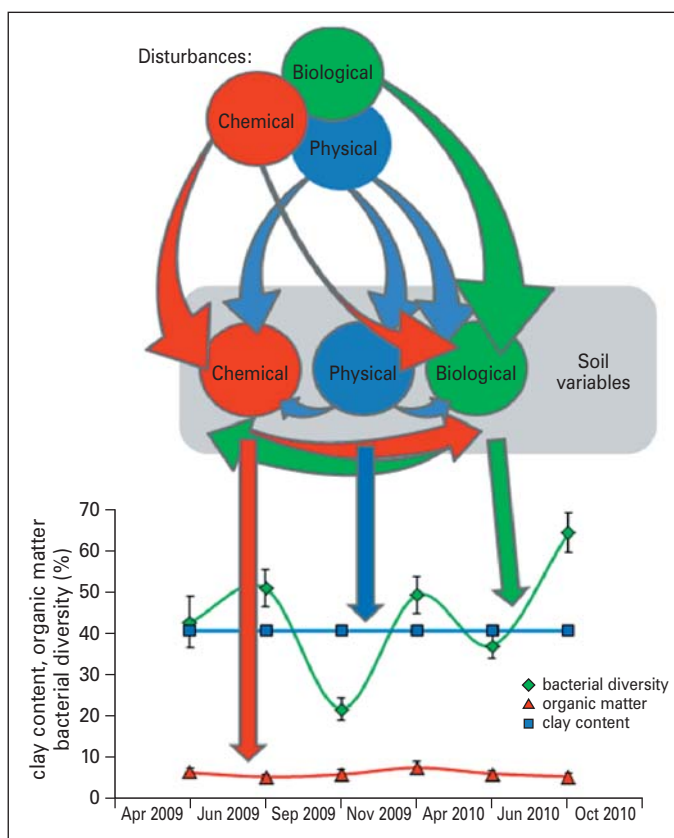 Disturbances:
Biological
Chemical
Physical
Chemical
Physical
Biological
Soil
variables
clay content, organic matter
bacterial diversity (%)
70
60
50
40
30
20
10
0
bacterial diversity
organic matter
clay content
Apr 2009 Jun 2009 Sep 2009 Nov 2009 Apr 2010 Jun 2010 Oct 2010